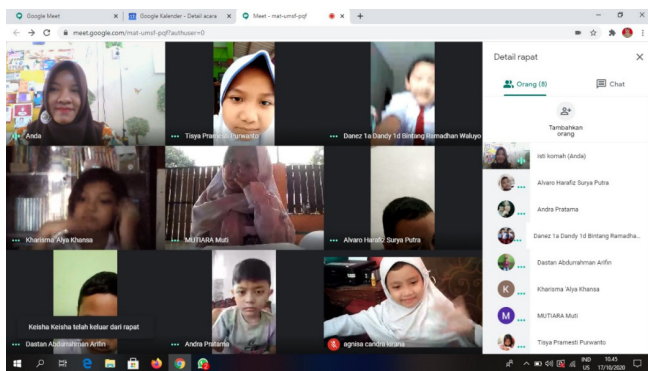 Google Meet
Google Kalender - Detail acara
Meet - mat-umsf-pqf
meet.google.com/mat-umsf-pqf?authuser=0
Detail rapat
Orang (8)
Chat
Tambahkan
orang
isti komah (Anda)
Alvaro Harafiz Surya Putra
Andra Pratama
Danez 1a Dandy 1d Bintang Ramadha...
Dastan Abdurrahman Arifin
K
Kharisma 'Alya Khansa
M
MUTIARA Muti
Tisya Pramesti Purwanto
Anda
Tisya Pramesti Purwanto
Danez 1a Dandy 1d Bintang Ramadhan Waluyo
Kharisma 'Alya Khansa
MUTIARA Muti
Alvaro Harafiz Surya Putra
Keisha Keisha telah keluar dari rapat
Dastan Abdurrahman Arifin
Andra Pratama
agnisa candra kirana
IND
US
10.45
17/10/2020